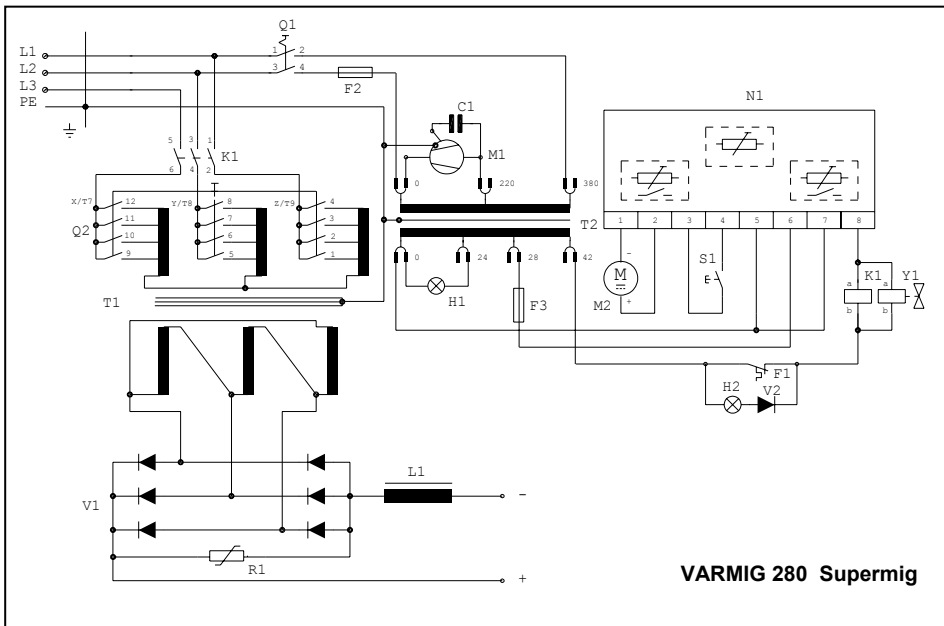 Q1
L1 1 2
L2 3 4
L3 F2
PE
C1 N1
5 3 1 K1 M1
6 4 2
0 220 380
X/T7 12 Y/T8 8 Z/T9 4
11 7 3
Q2 10 6 2
9 5 1
T2 1 2 3 4 5 6 7 8
0 24 28 42
S1
- M K1 Y1
a a
b b
M2 +
H1 F3
T1
F1
H2 V2
L1
-
V1
R1
+
VARMIG 280 Supermig